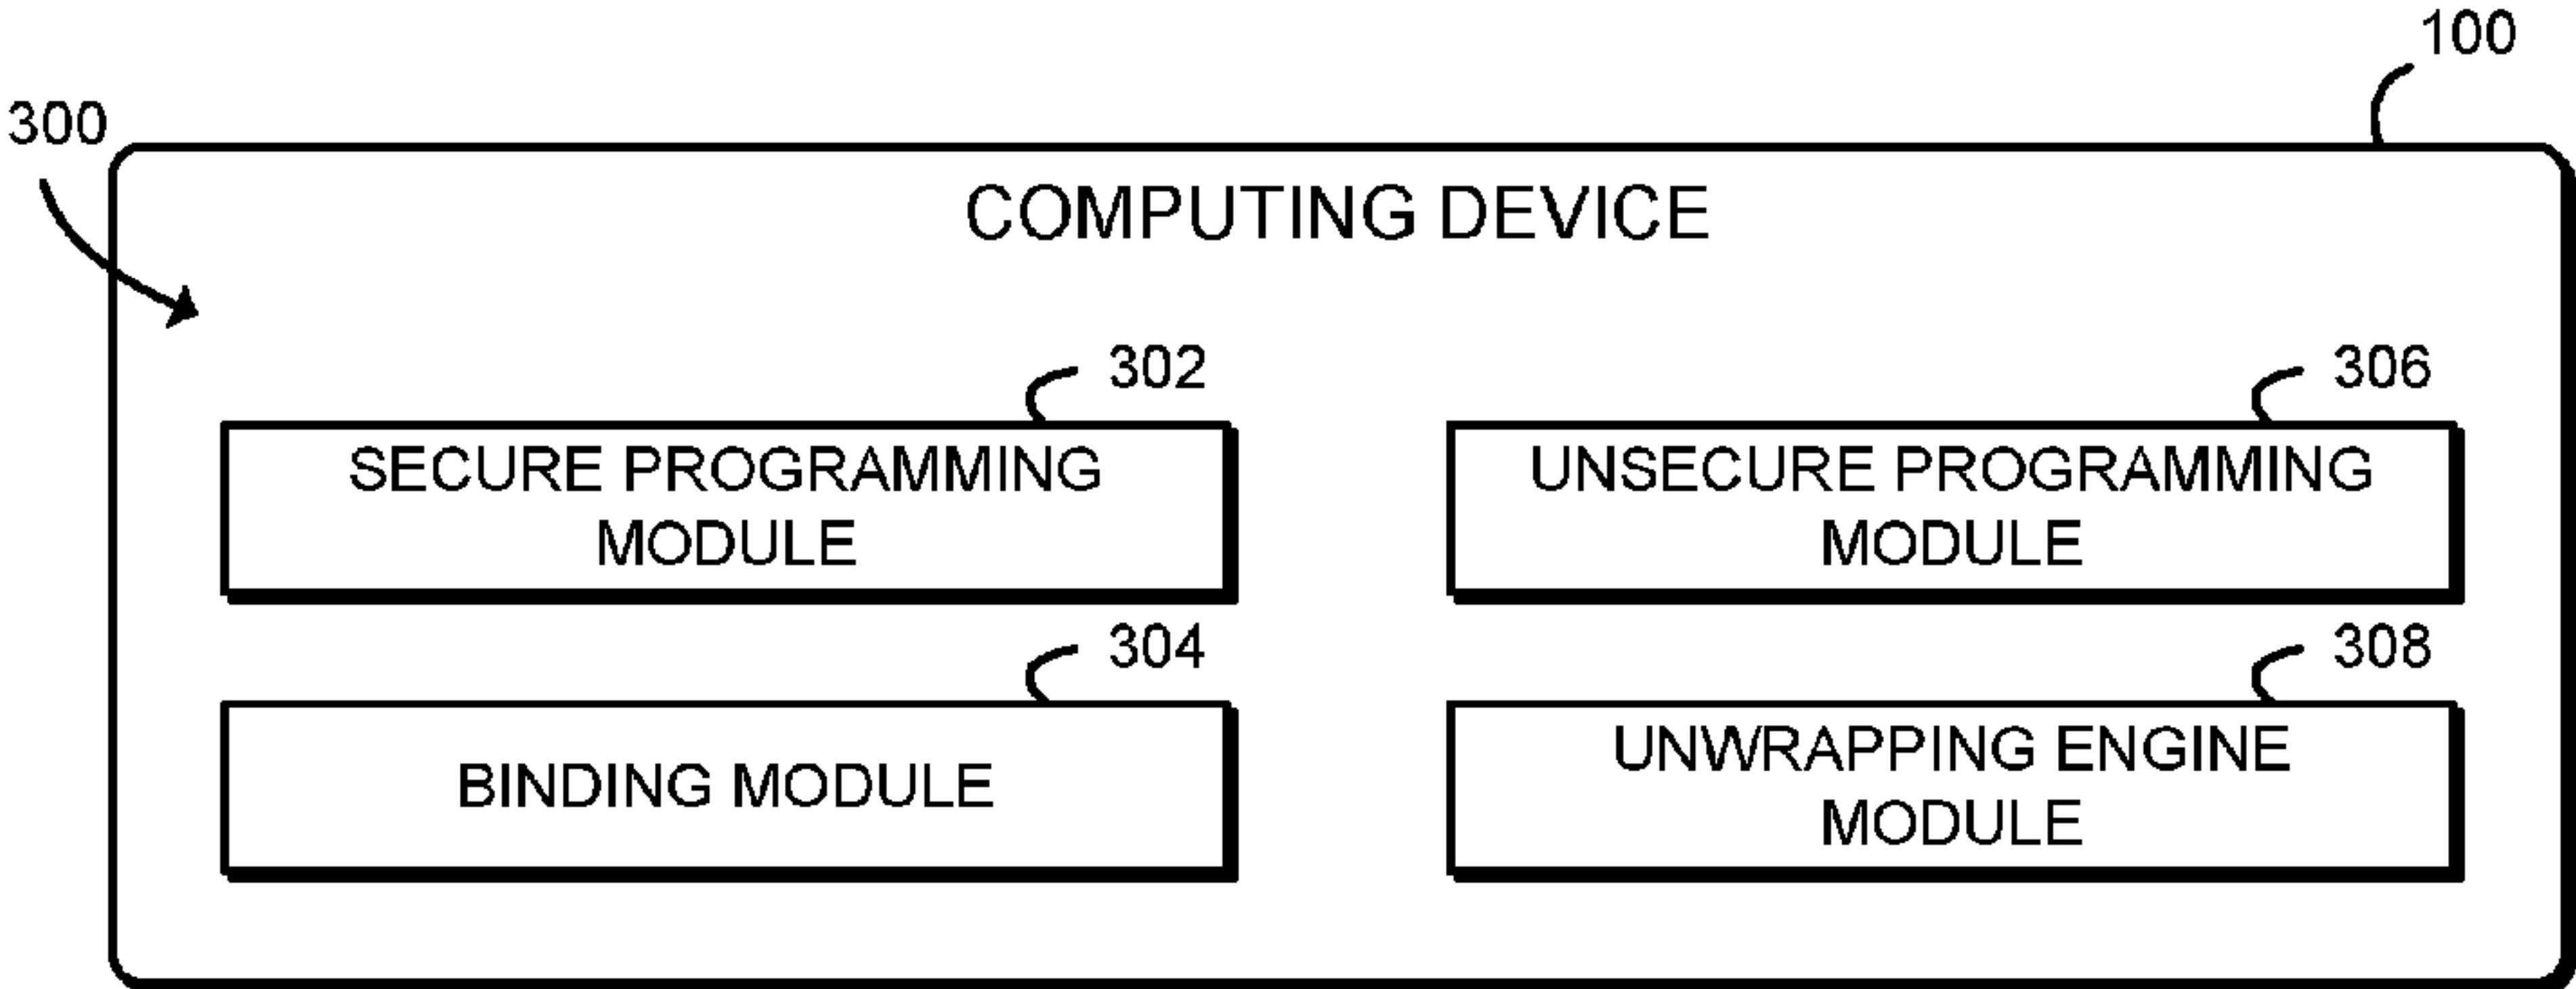 100
300
COMPUTING DEVICE
302
306
SECURE PROGRAMMING
MODULE
UNSECURE PROGRAMMING
MODULE
304
308
BINDING MODULE
UNWRAPPING ENGINE
MODULE